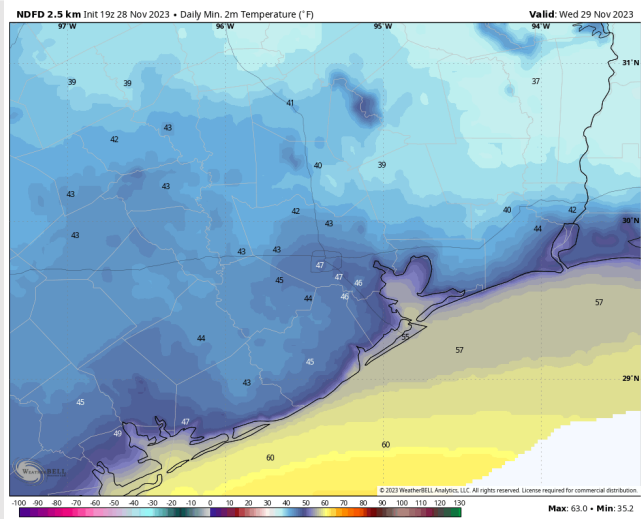 NDFD 2.5 km Init 19z 28 Nov 2023 • Daily Min. 2m Temperature (°F) Valid: Wed 29 Nov 2023
97°W 96°W 95°W 94°W
31°N
39 39 37
41
43
42
40 39
43 43
42 40 42
30°N
43 44
43
43 43
47
47
45 46
44 46
57
55
44 57
45
29°N
43
45
47
49
60
60
WEATHERBELL
© 2023 WeatherBELL Analytics, LLC. All rights reserved. License required for commercial distribution.
-100 -90 -80 -70 -60 -50 -40 -30 -20 -10 0 10 20 30 40 50 60 70 80 90 100 110 120 130
Max: 63.0 • Min: 35.2